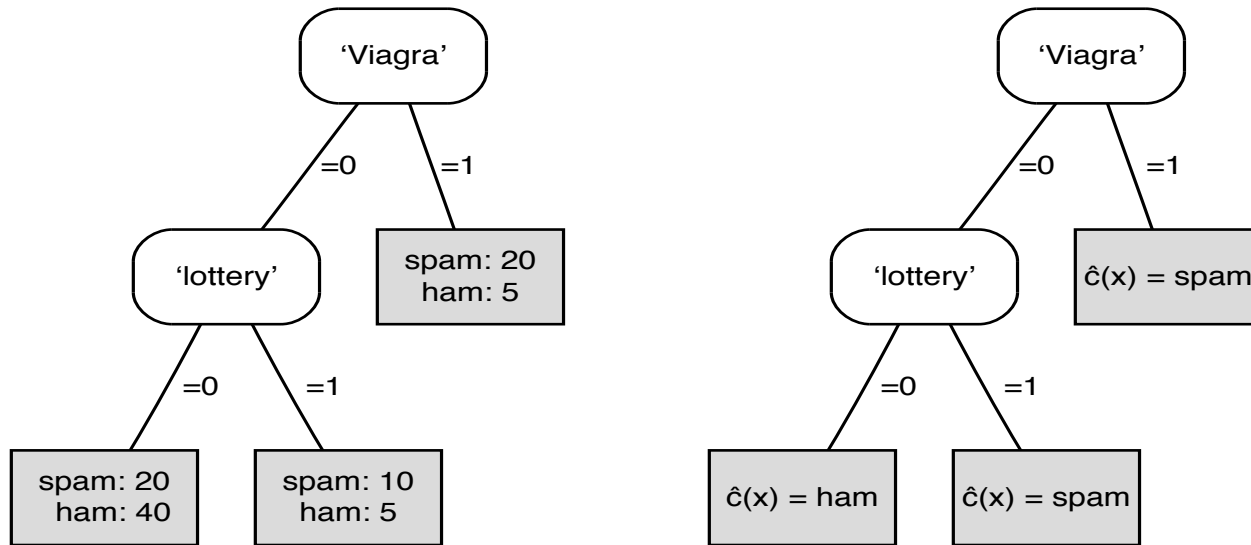 ‘Viagra’
=0
=1
‘lottery’
spam: 20
ham: 5
=0
=1
spam: 20
ham: 40
spam: 10
ham: 5
‘Viagra’
=0
=1
‘lottery’
ĉ(x) = spam
=0
=1
ĉ(x) = ham
ĉ(x) = spam